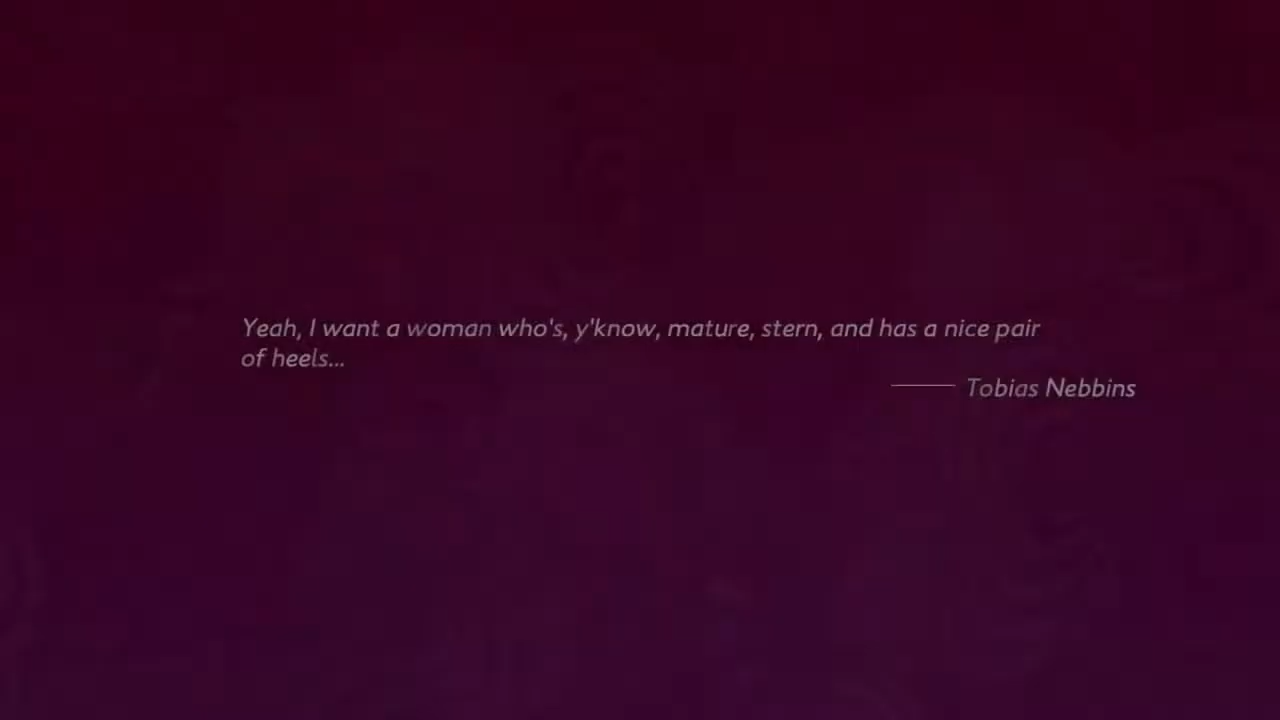 Yeah, I want a woman who's, y'know, mature, stern, and has a nice pair
of heels...
Tobias Nebbins